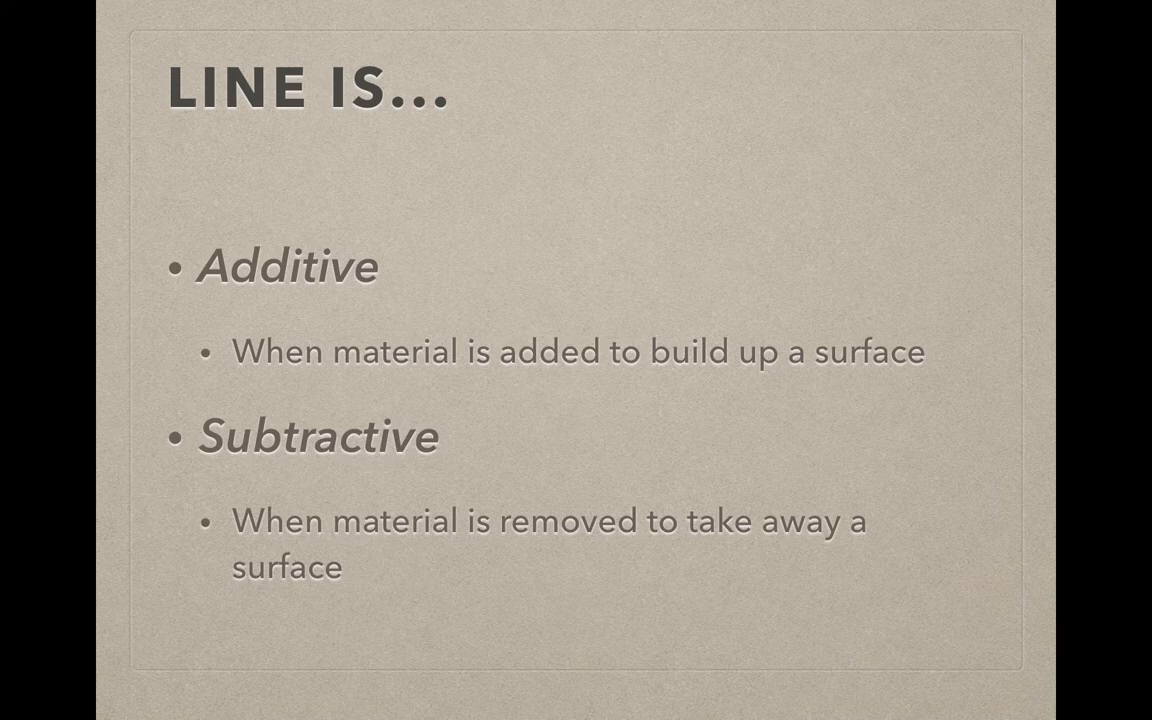 LINE IS...
• Additive
• When material is added to build up a surface
• Subtractive
• When material is removed to take away a
surface